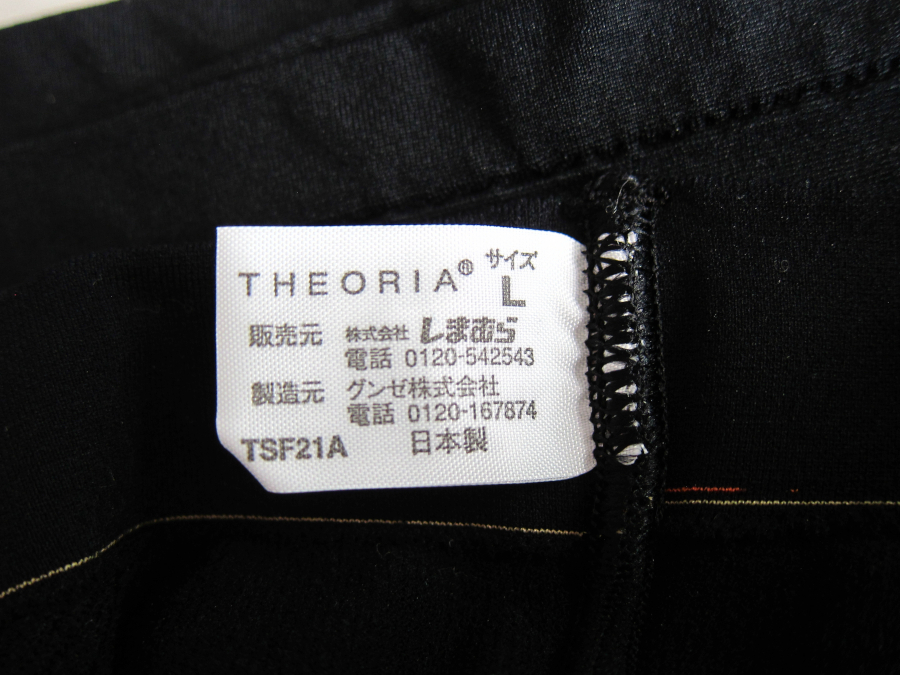 THEORIA® サイズ L
販売元 株式会社 しまむら
電話 0120-542543
製造元 グンゼ株式会社
電話 0120-167874
TSF21A 日本製